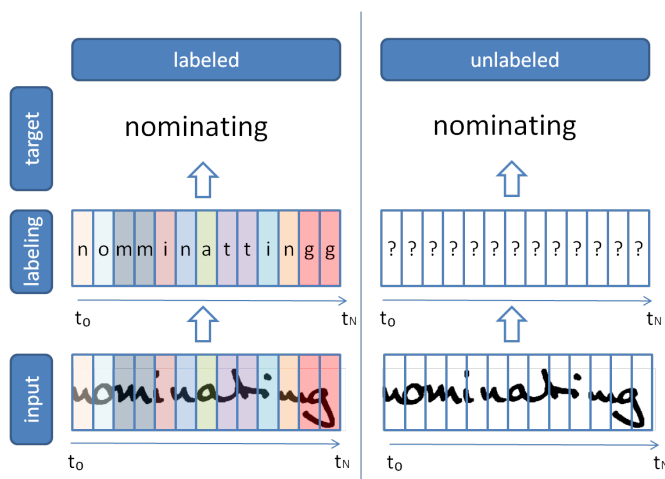 labeled unlabeled
target nominating nominating
labeling n o m m i n a t t i n g g ? ? ? ? ? ? ? ? ? ? ? ? ?
t₀ tN t₀ tN
input nominating nominating
t₀ tN t₀ tN